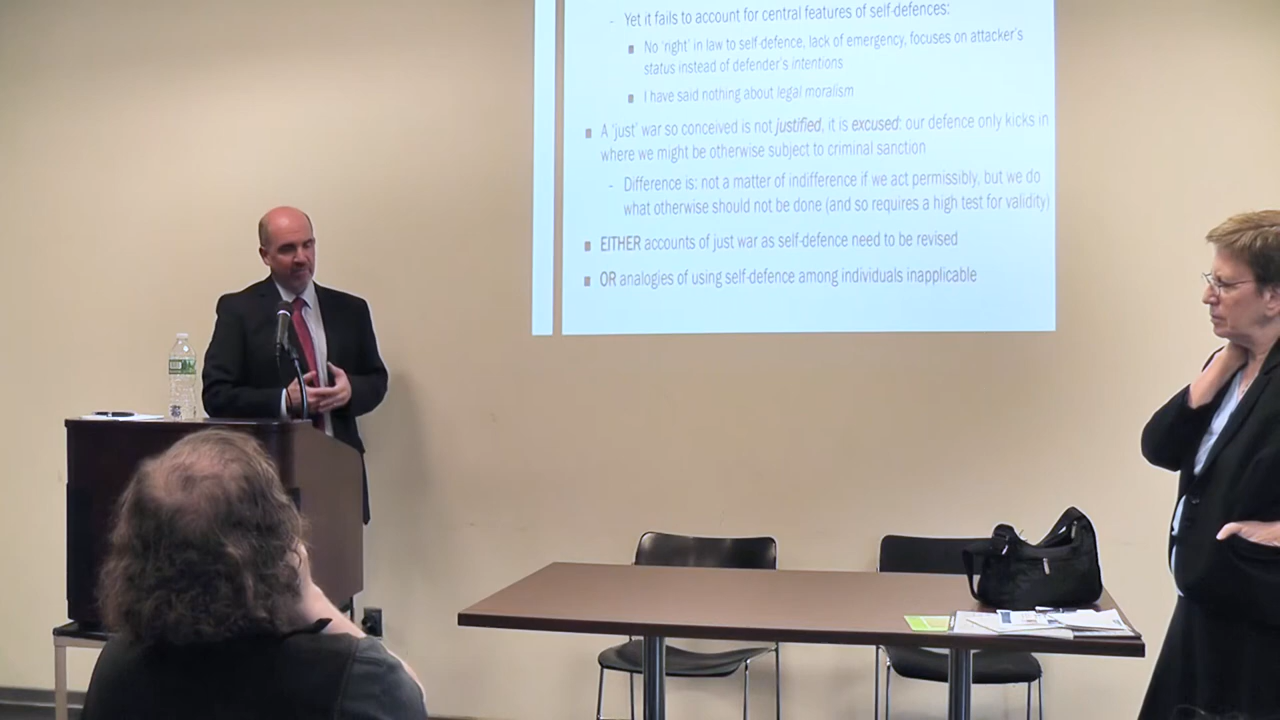 - Yet it fails to account for central features of self-defences:
■ No 'right' in law to self-defence, lack of emergency, focuses on attacker's
status instead of defender's intentions
■ I have said nothing about legal moralism
■ A 'just' war so conceived is not justified, it is excused: our defence only kicks in
where we might be otherwise subject to criminal sanction
- Difference is: not a matter of indifference if we act permissibly, but we do
what otherwise should not be done (and so requires a high test for validity)
■ EITHER accounts of just war as self-defence need to be revised
■ OR analogies of using self-defence among individuals inapplicable